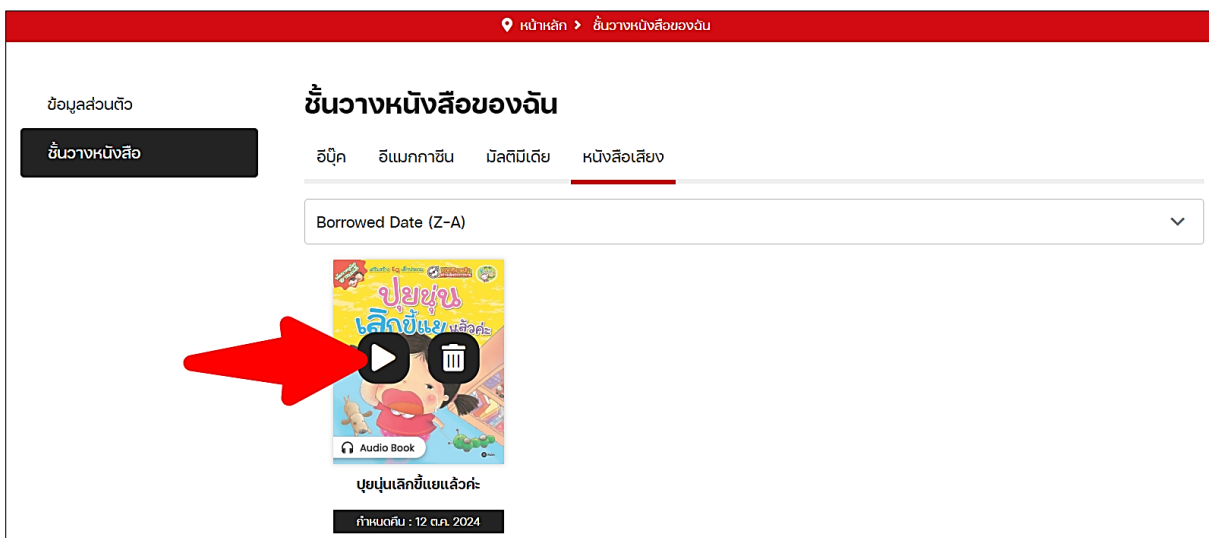 หน้าหลัก > ชั้นวางหนังสือของฉัน
ข้อมูลส่วนตัว
ชั้นวางหนังสือ
ชั้นวางหนังสือของฉัน
อีบุ๊ค อีแมกกาซีน มัลติมีเดีย หนังสือเสียง
Borrowed Date (Z-A)
ปุยนุ่น
เลิกขี้แย แล้วค่ะ
Audio Book
ปุยนุ่นเลิกขี้แยแล้วค่ะ
กำหนดคืน : 12 ต.ค. 2024